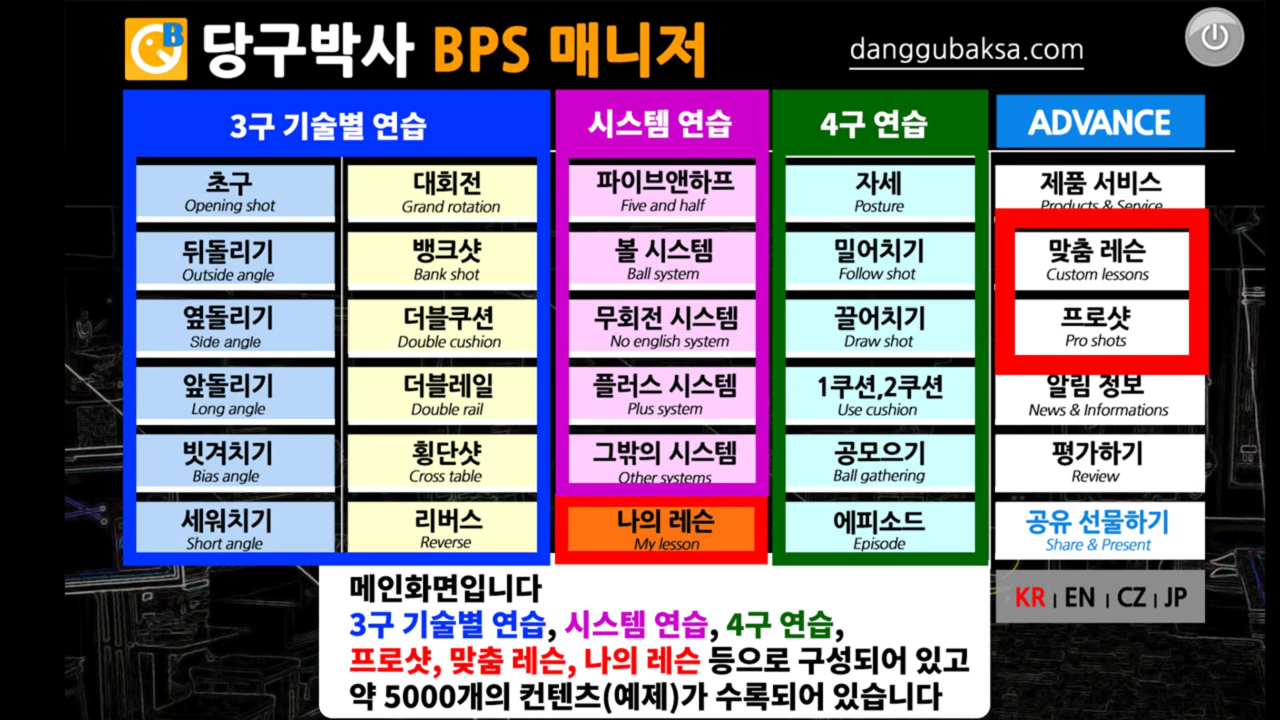 B
당구박사 BPS 매니저
danggubaksa.com
3구 기술별 연습
초구
Opening shot
뒤돌리기
Outside angle
옆돌리기
Side angle
앞돌리기
Long angle
빗겨치기
Bias angle
세워치기
Short angle
대회전
Grand rotation
뱅크샷
Bank shot
더블쿠션
Double cushion
더블레일
Double rail
횡단샷
Cross table
리버스
Reverse
시스템 연습
파이브앤하프
Five and half
볼 시스템
Ball system
무회전 시스템
No english system
플러스 시스템
Plus system
그밖의 시스템
Other systems
나의 레슨
My lesson
4구 연습
자세
Posture
밀어치기
Follow shot
끌어치기
Draw shot
1쿠션,2쿠션
Use cushion
공모으기
Ball gathering
에피소드
Episode
ADVANCE
제품 서비스
Products & Service
맞춤 레슨
Custom lessons
프로샷
Pro shots
알림 정보
News & Informations
평가하기
Review
공유 선물하기
Share & Present
KR | EN | CZ | JP
메인화면입니다
3구 기술별 연습, 시스템 연습, 4구 연습,
프로샷, 맞춤 레슨, 나의 레슨 등으로 구성되어 있고
약 5000개의 컨텐츠(예제)가 수록되어 있습니다